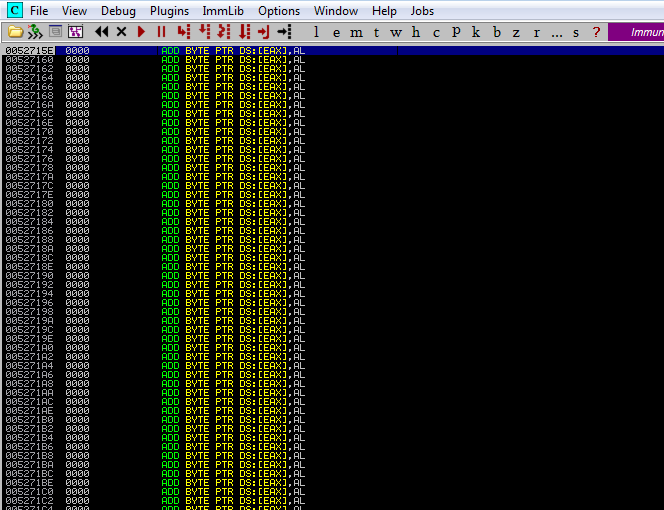 C File View Debug Plugins ImmLib Options Window Help Jobs
l e m t w h c p k b z r ... s ? Immun
0052715E 0000 ADD BYTE PTR DS:[EAX],AL
00527160 0000 ADD BYTE PTR DS:[EAX],AL
00527162 0000 ADD BYTE PTR DS:[EAX],AL
00527164 0000 ADD BYTE PTR DS:[EAX],AL
00527166 0000 ADD BYTE PTR DS:[EAX],AL
00527168 0000 ADD BYTE PTR DS:[EAX],AL
0052716A 0000 ADD BYTE PTR DS:[EAX],AL
0052716C 0000 ADD BYTE PTR DS:[EAX],AL
0052716E 0000 ADD BYTE PTR DS:[EAX],AL
00527170 0000 ADD BYTE PTR DS:[EAX],AL
00527172 0000 ADD BYTE PTR DS:[EAX],AL
00527174 0000 ADD BYTE PTR DS:[EAX],AL
00527176 0000 ADD BYTE PTR DS:[EAX],AL
00527178 0000 ADD BYTE PTR DS:[EAX],AL
0052717A 0000 ADD BYTE PTR DS:[EAX],AL
0052717C 0000 ADD BYTE PTR DS:[EAX],AL
0052717E 0000 ADD BYTE PTR DS:[EAX],AL
00527180 0000 ADD BYTE PTR DS:[EAX],AL
00527182 0000 ADD BYTE PTR DS:[EAX],AL
00527184 0000 ADD BYTE PTR DS:[EAX],AL
00527186 0000 ADD BYTE PTR DS:[EAX],AL
00527188 0000 ADD BYTE PTR DS:[EAX],AL
0052718A 0000 ADD BYTE PTR DS:[EAX],AL
0052718C 0000 ADD BYTE PTR DS:[EAX],AL
0052718E 0000 ADD BYTE PTR DS:[EAX],AL
00527190 0000 ADD BYTE PTR DS:[EAX],AL
00527192 0000 ADD BYTE PTR DS:[EAX],AL
00527194 0000 ADD BYTE PTR DS:[EAX],AL
00527196 0000 ADD BYTE PTR DS:[EAX],AL
00527198 0000 ADD BYTE PTR DS:[EAX],AL
0052719A 0000 ADD BYTE PTR DS:[EAX],AL
0052719C 0000 ADD BYTE PTR DS:[EAX],AL
0052719E 0000 ADD BYTE PTR DS:[EAX],AL
005271A0 0000 ADD BYTE PTR DS:[EAX],AL
005271A2 0000 ADD BYTE PTR DS:[EAX],AL
005271A4 0000 ADD BYTE PTR DS:[EAX],AL
005271A6 0000 ADD BYTE PTR DS:[EAX],AL
005271A8 0000 ADD BYTE PTR DS:[EAX],AL
005271AA 0000 ADD BYTE PTR DS:[EAX],AL
005271AC 0000 ADD BYTE PTR DS:[EAX],AL
005271AE 0000 ADD BYTE PTR DS:[EAX],AL
005271B0 0000 ADD BYTE PTR DS:[EAX],AL
005271B2 0000 ADD BYTE PTR DS:[EAX],AL
005271B4 0000 ADD BYTE PTR DS:[EAX],AL
005271B6 0000 ADD BYTE PTR DS:[EAX],AL
005271B8 0000 ADD BYTE PTR DS:[EAX],AL
005271BA 0000 ADD BYTE PTR DS:[EAX],AL
005271BC 0000 ADD BYTE PTR DS:[EAX],AL
005271BE 0000 ADD BYTE PTR DS:[EAX],AL
005271C0 0000 ADD BYTE PTR DS:[EAX],AL
005271C2 0000 ADD BYTE PTR DS:[EAX],AL
005271C4 0000 ADD BYTE PTR DS:[EAX],AL